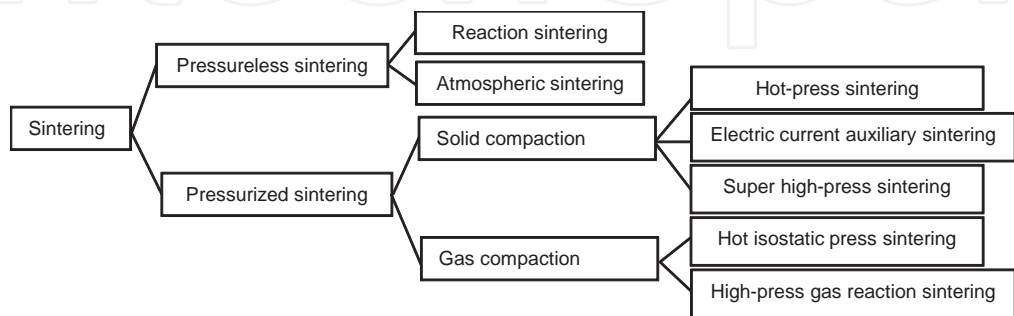 Sintering
Pressureless sintering
Reaction sintering
Atmospheric sintering
Pressurized sintering
Solid compaction
Hot-press sintering
Electric current auxiliary sintering
Super high-press sintering
Gas compaction
Hot isostatic press sintering
High-press gas reaction sintering